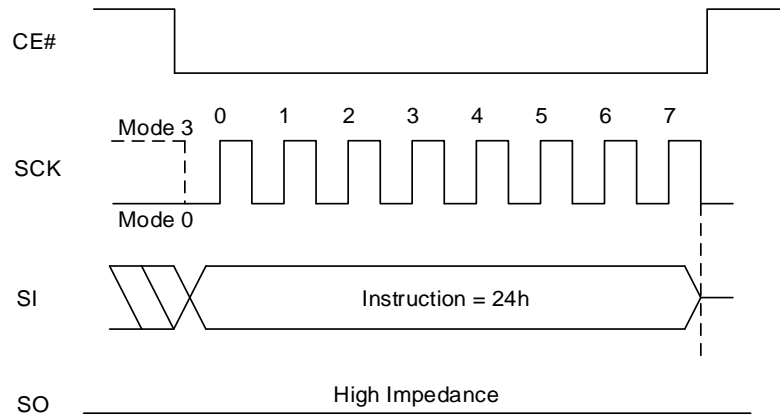 CE#
0 1 2 3 4 5 6 7
Mode 3
SCK
Mode 0
SI
Instruction = 24h
High Impedance
SO